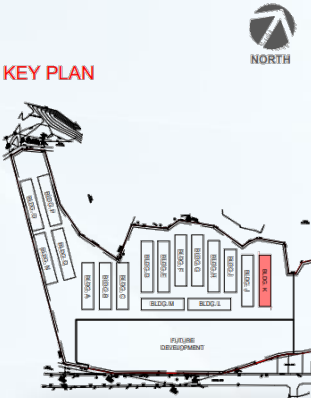 NORTH
KEY PLAN
BLDG. O
BLDG. P
BLDG. N
BLDG. Q
BLDG. A
BLDG. B
BLDG. C
BLDG. D
BLDG. E
BLDG. F
BLDG. G
BLDG. H
BLDG. I
BLDG. J
BLDG. K
BLDG. M
BLDG. L
FUTURE
DEVELOPMENT